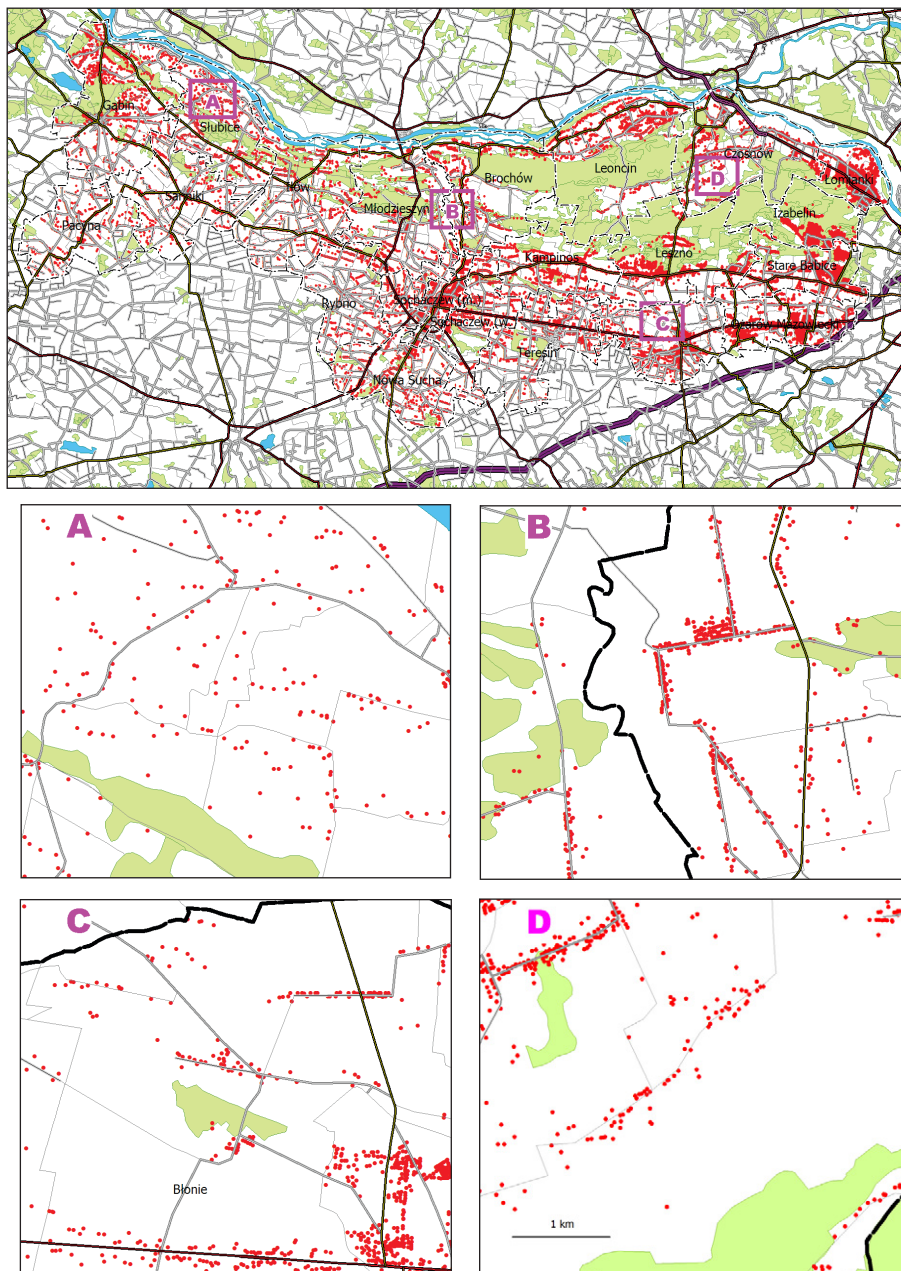 Gąbin
A
Słubice
Czosnów
Leoncin
D
Łomianki
Brochów
Sanniki
Iłów
Młodzieszyn
B
Izabelin
Pacyna
Leszno
Kampinos
Stare Babice
Rybno
Sochaczew (m.)
Sochaczew (w.
C
Ożarów Mazowiecki
Teresin
Nowa Sucha
A
B
C
D
Błonie
1 km